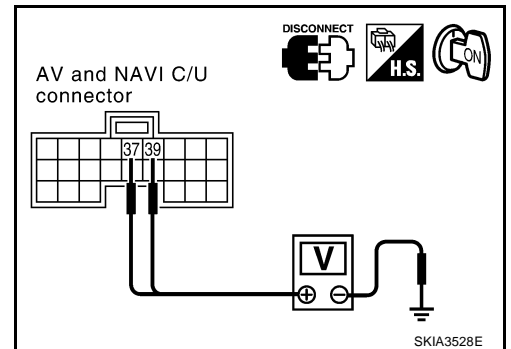 DISCONNECT
H.S.
ON
AV and NAVI C/U
connector
37 39
V
+ −
SKIA3528E